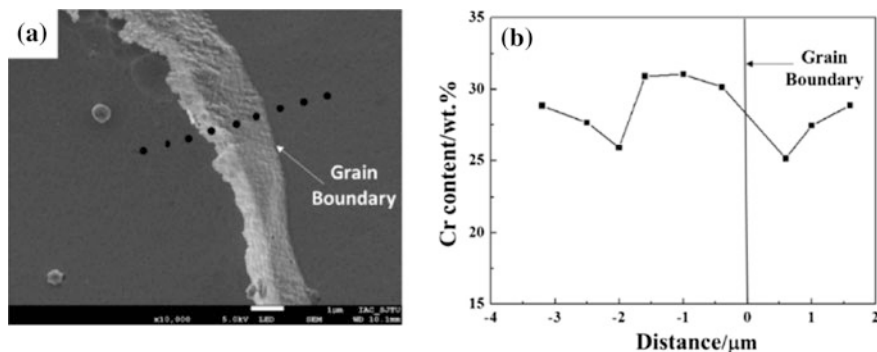 (a)
Grain
Boundary
x10,000 5.0kV LED SEM 1μm IAC_SJTU
WD 10.1mm
(b)
Grain
Boundary
Cr content/wt.%
35
30
25
20
15
-4 -3 -2 -1 0 1 2
Distance/μm